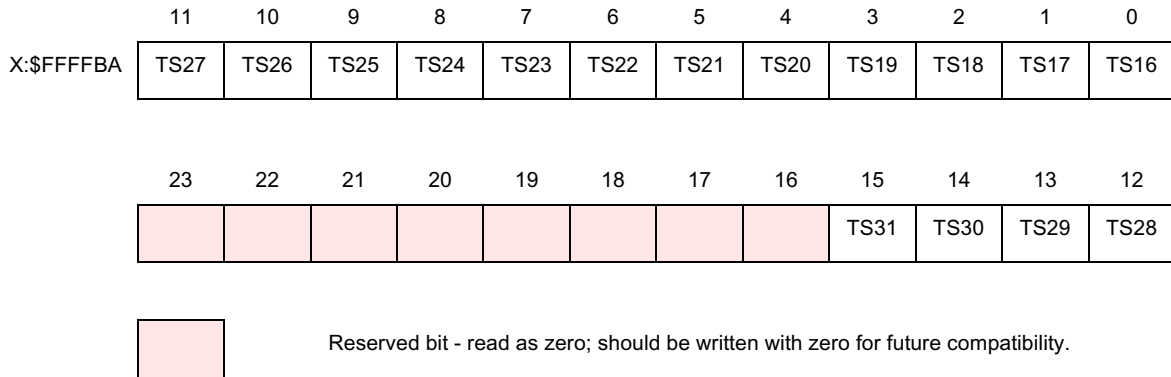 11 10 9 8 7 6 5 4 3 2 1 0
X:$FFFFBA TS27 TS26 TS25 TS24 TS23 TS22 TS21 TS20 TS19 TS18 TS17 TS16
23 22 21 20 19 18 17 16 15 14 13 12
TS31 TS30 TS29 TS28
Reserved bit - read as zero; should be written with zero for future compatibility.